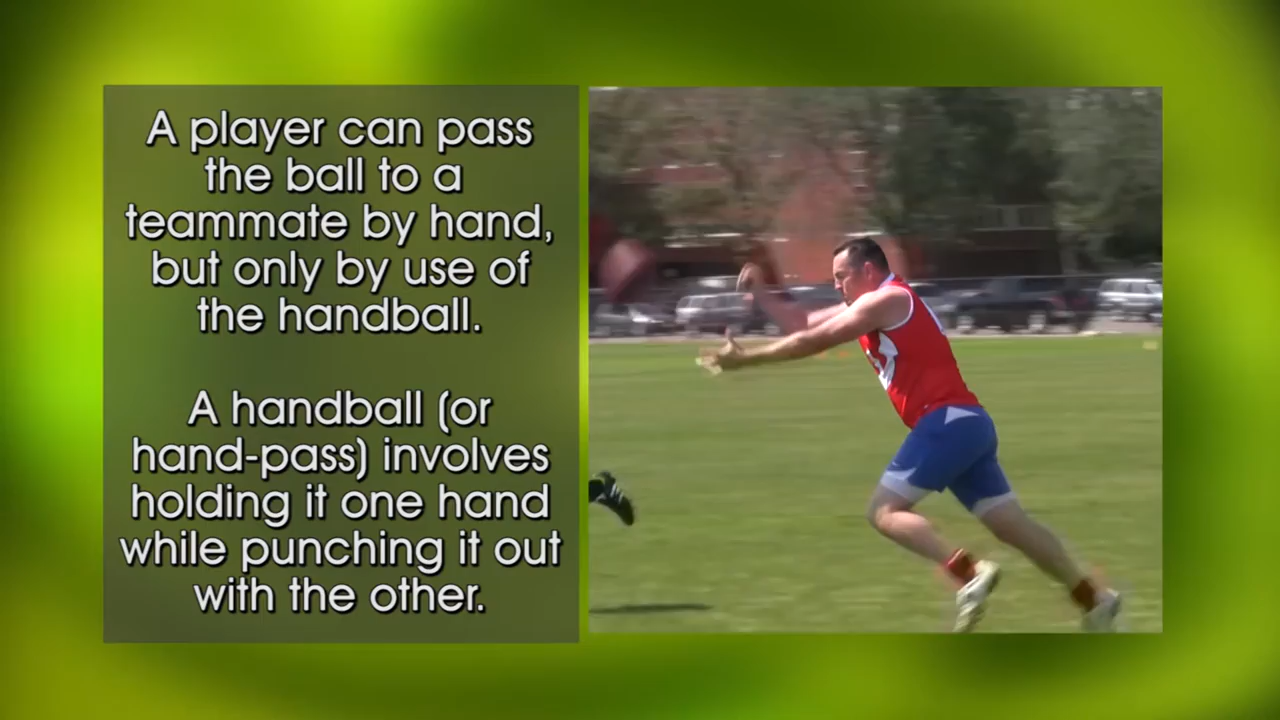 A player can pass
the ball to a
teammate by hand,
but only by use of
the handball.
A handball (or
hand-pass) involves
holding it one hand
while punching it out
with the other.